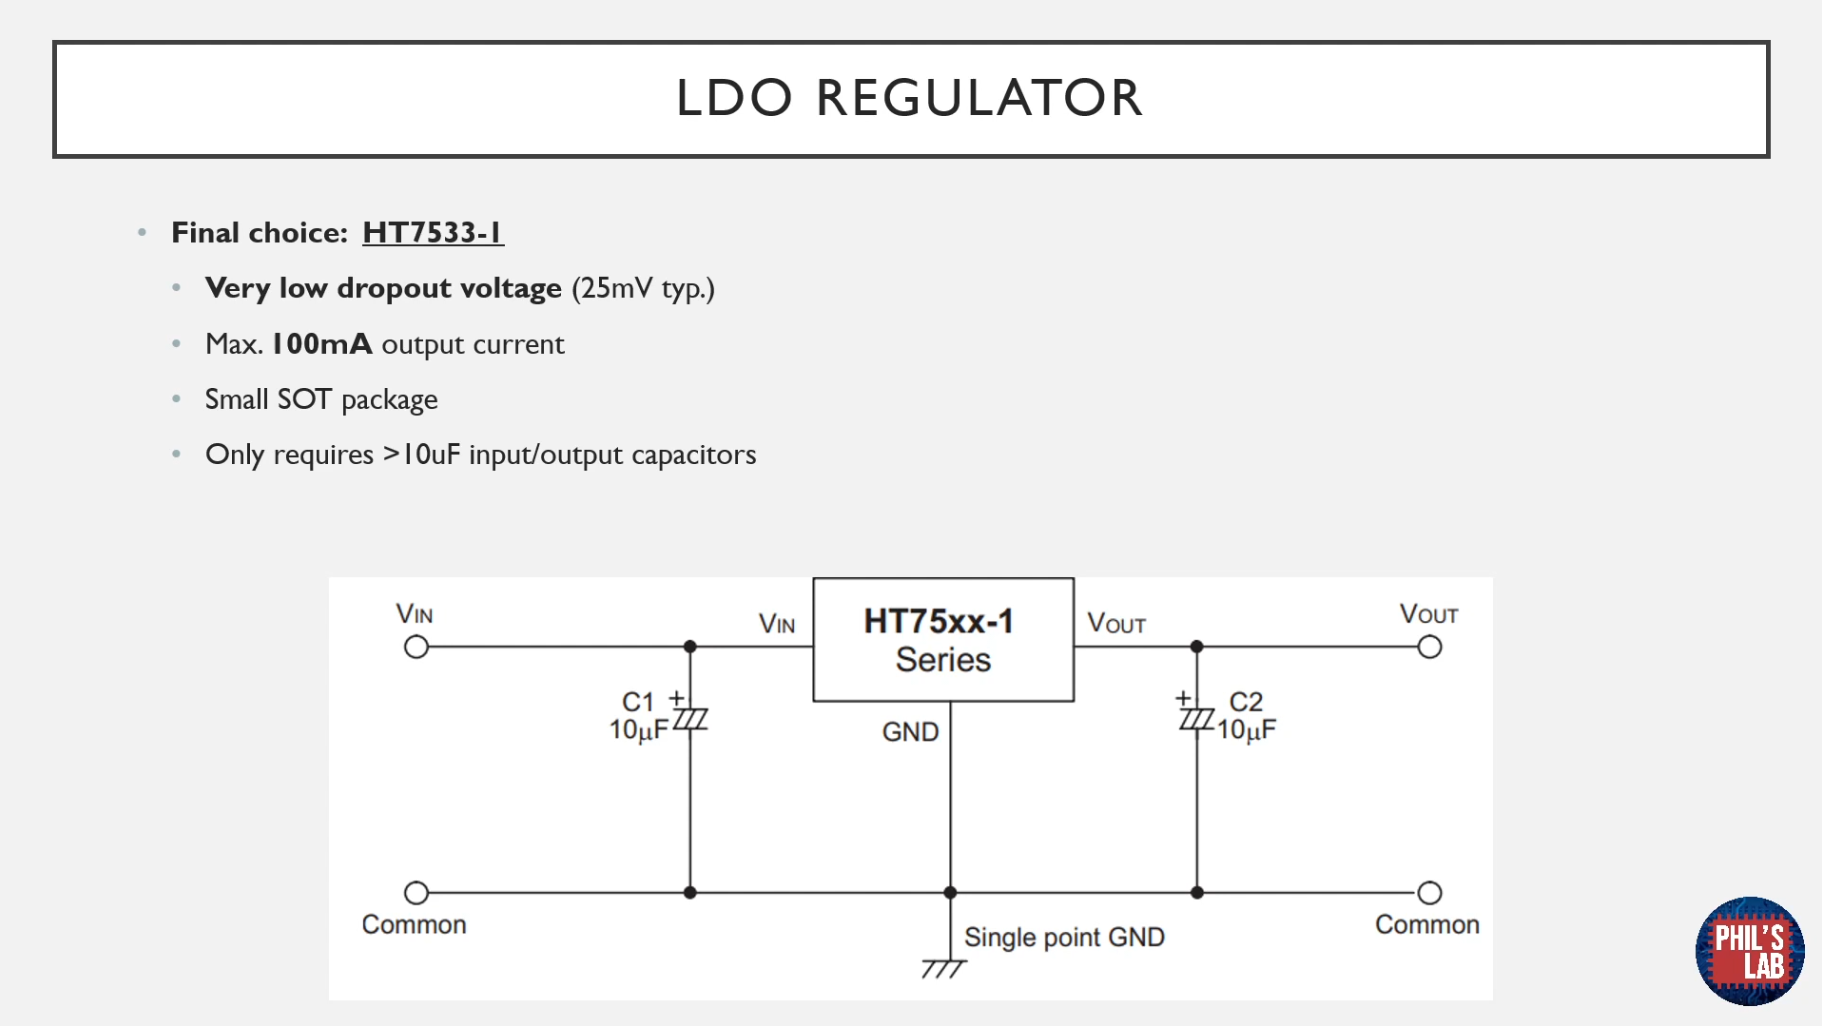 LDO REGULATOR
Final choice: HT7533-1
Very low dropout voltage (25mV typ.)
Max. 100mA output current
Small SOT package
Only requires >10uF input/output capacitors
VIN
VIN
HT75xx-1
Series
VOUT
VOUT
C1 +
10μF
GND
+ C2
10μF
Common
Single point GND
Common
PHIL'S
LAB